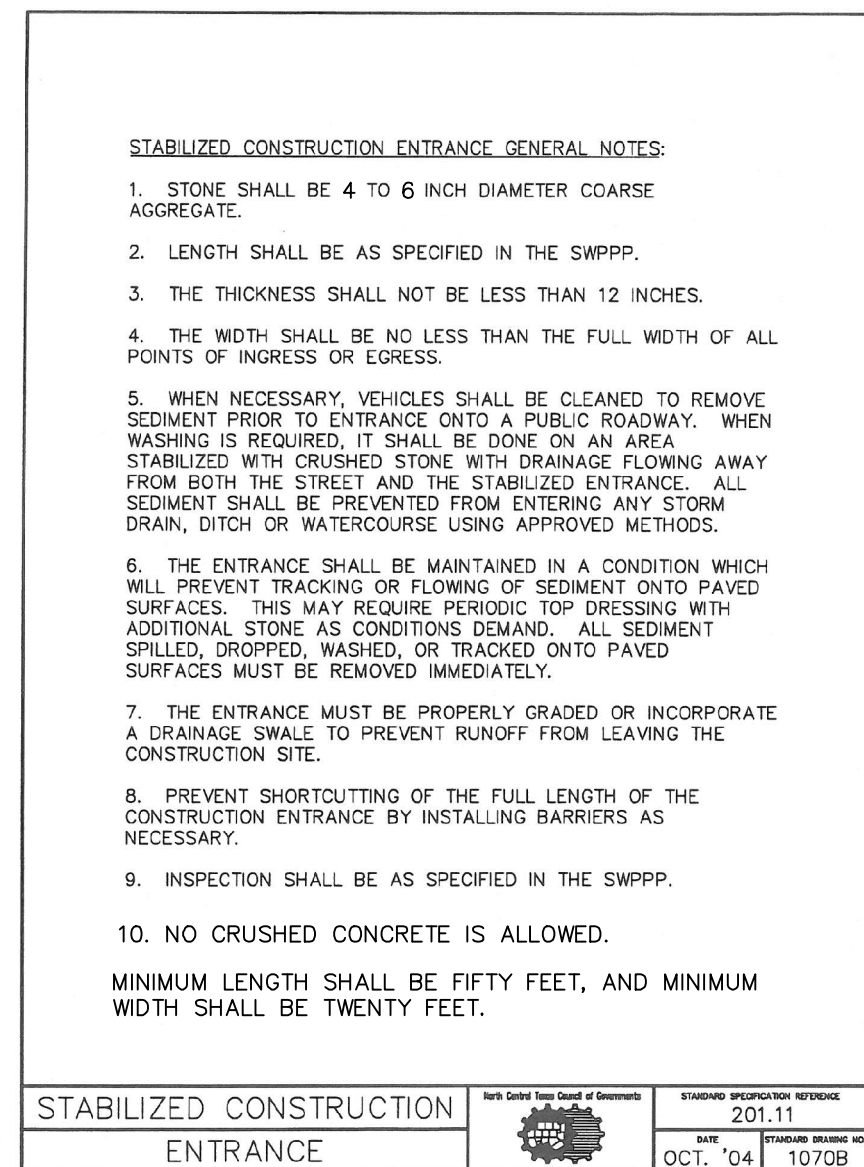 STABILIZED CONSTRUCTION ENTRANCE GENERAL NOTES:
1. STONE SHALL BE 4 TO 6 INCH DIAMETER COARSE
AGGREGATE.
2. LENGTH SHALL BE AS SPECIFIED IN THE SWPPP.
3. THE THICKNESS SHALL NOT BE LESS THAN 12 INCHES.
4. THE WIDTH SHALL BE NO LESS THAN THE FULL WIDTH OF ALL
POINTS OF INGRESS OR EGRESS.
5. WHEN NECESSARY, VEHICLES SHALL BE CLEANED TO REMOVE
SEDIMENT PRIOR TO ENTRANCE ONTO A PUBLIC ROADWAY. WHEN
WASHING IS REQUIRED, IT SHALL BE DONE ON AN AREA
STABILIZED WITH CRUSHED STONE WITH DRAINAGE FLOWING AWAY
FROM BOTH THE STREET AND THE STABILIZED ENTRANCE. ALL
SEDIMENT SHALL BE PREVENTED FROM ENTERING ANY STORM
DRAIN, DITCH OR WATERCOURSE USING APPROVED METHODS.
6. THE ENTRANCE SHALL BE MAINTAINED IN A CONDITION WHICH
WILL PREVENT TRACKING OR FLOWING OF SEDIMENT ONTO PAVED
SURFACES. THIS MAY REQUIRE PERIODIC TOP DRESSING WITH
ADDITIONAL STONE AS CONDITIONS DEMAND. ALL SEDIMENT
SPILLED, DROPPED, WASHED, OR TRACKED ONTO PAVED
SURFACES MUST BE REMOVED IMMEDIATELY.
7. THE ENTRANCE MUST BE PROPERLY GRADED OR INCORPORATE
A DRAINAGE SWALE TO PREVENT RUNOFF FROM LEAVING THE
CONSTRUCTION SITE.
8. PREVENT SHORTCUTTING OF THE FULL LENGTH OF THE
CONSTRUCTION ENTRANCE BY INSTALLING BARRIERS AS
NECESSARY.
9. INSPECTION SHALL BE AS SPECIFIED IN THE SWPPP.
10. NO CRUSHED CONCRETE IS ALLOWED.
MINIMUM LENGTH SHALL BE FIFTY FEET, AND MINIMUM
WIDTH SHALL BE TWENTY FEET.
STABILIZED CONSTRUCTION
ENTRANCE
North Central Texas Council of Governments
STANDARD SPECIFICATION REFERENCE
201.11
DATE
OCT. '04
STANDARD DRAWING NO
1070B